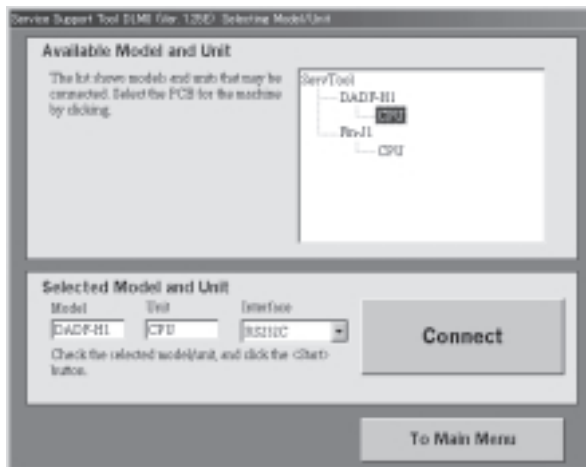 Service Support Tool DLM0 (Ver. 1.25E) Selecting Model/Unit
Available Model and Unit
The list shows models and units that may be
connected. Select the PCB for the machine
by clicking.
ServTool
DADF-H1
CPU
Fin-J1
CPU
Selected Model and Unit
Model Unit Interface
DADF-H1 CPU RS232C
Check the selected model/unit, and click the <Start>
button.
Connect
To Main Menu